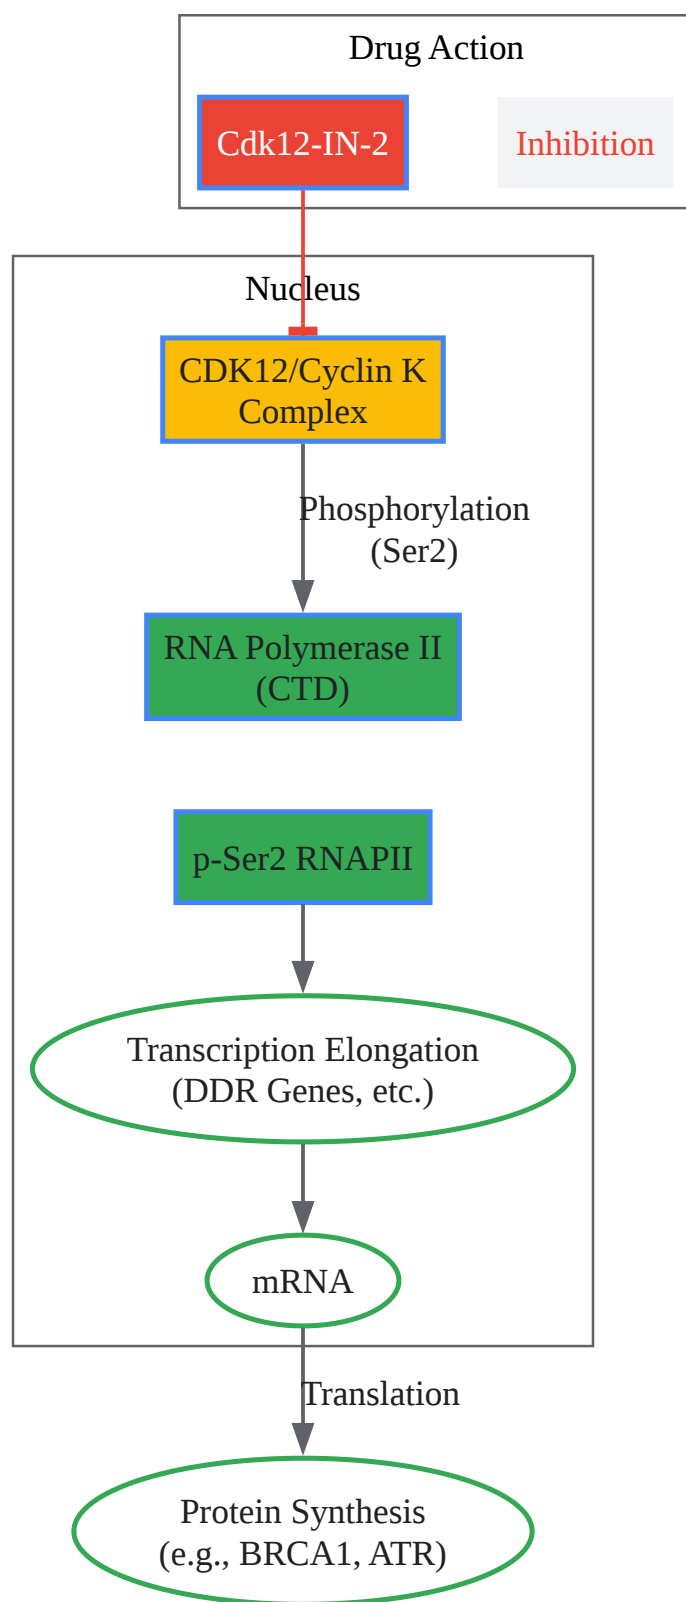 Drug Action
Cdk12-IN-2
Inhibition
Nucleus
CDK12/Cyclin K
Complex
Phosphorylation
(Ser2)
RNA Polymerase II
(CTD)
p-Ser2 RNAPII
Transcription Elongation
(DDR Genes, etc.)
mRNA
Translation
Protein Synthesis
(e.g., BRCA1, ATR)